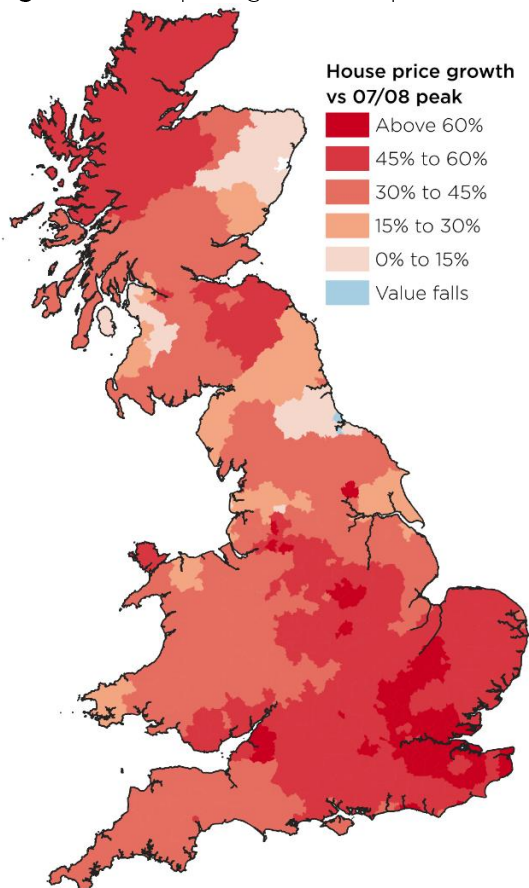 House price growth
vs 07/08 peak
Above 60%
45% to 60%
30% to 45%
15% to 30%
0% to 15%
Value falls